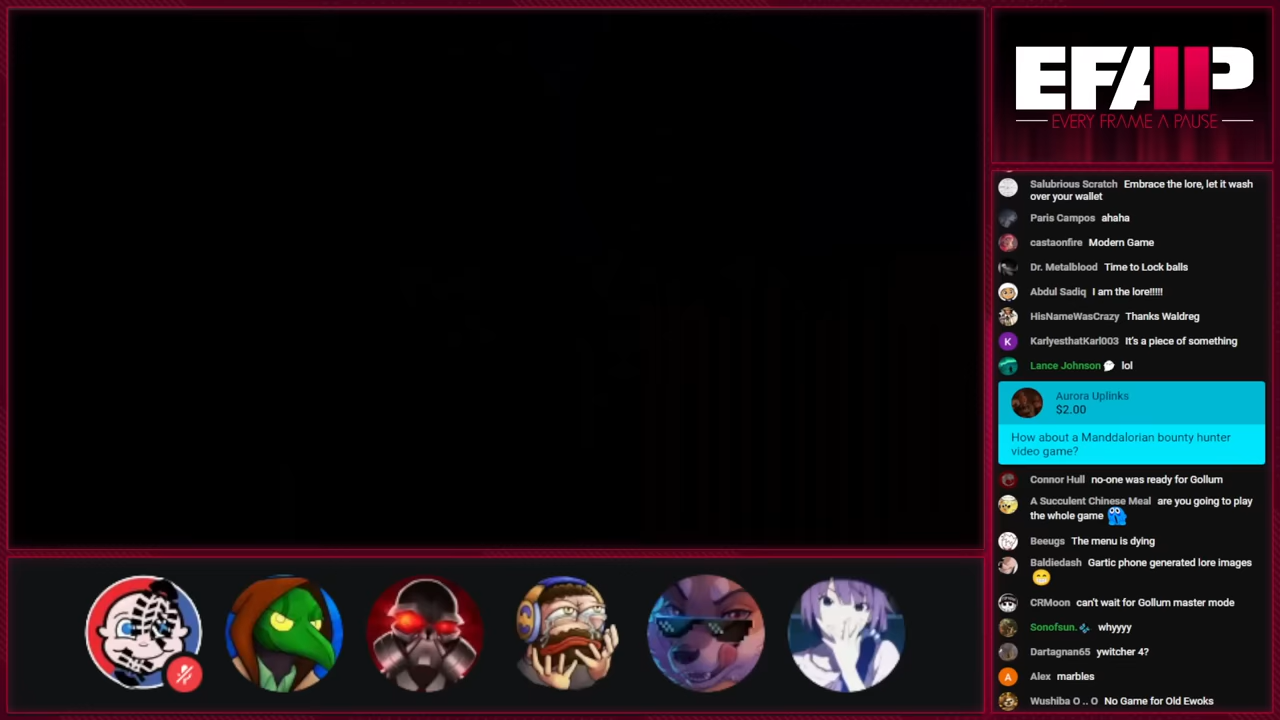 EFAP
EVERY FRAME A PAUSE
Salubrious Scratch Embrace the lore, let it wash
over your wallet
Paris Campos ahaha
castaonfire Modern Game
Dr. Metalblood Time to Lock balls
Abdul Sadiq I am the lore!!!!!
HisNameWasCrazy Thanks Waldreg
K KarlyesthatKarl003 It's a piece of something
Lance Johnson lol
Aurora Uplinks
$2.00
How about a Manddalorian bounty hunter
video game?
Connor Hull no-one was ready for Gollum
A Succulent Chinese Meal are you going to play
the whole game
Beeugs The menu is dying
Baldiedash Gartic phone generated lore images
CRMoon can't wait for Gollum master mode
Sonofsun. whyyyy
Dartagnan65 ywitcher 4?
A Alex marbles
Wushiba O .. O No Game for Old Ewoks